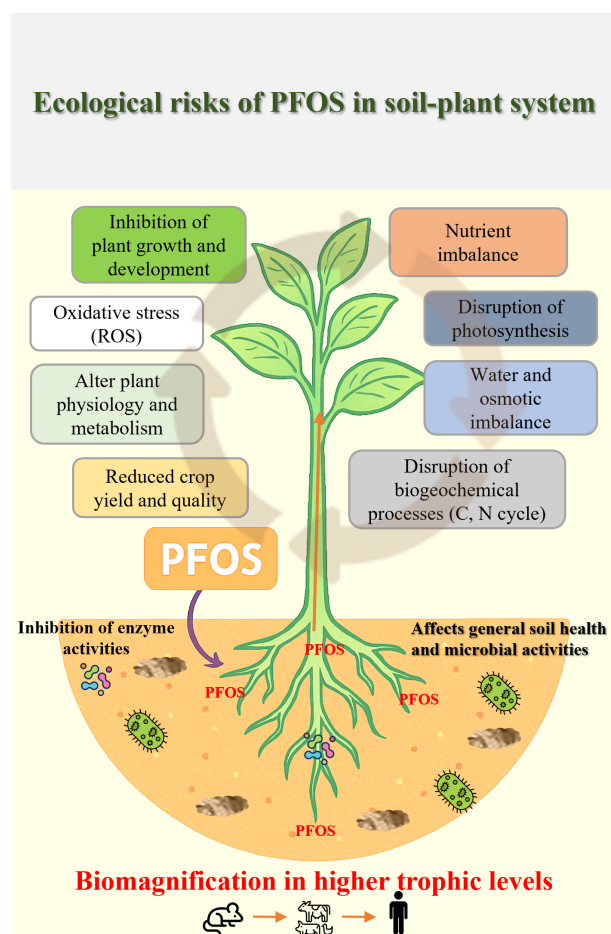 Ecological risks of PFOS in soil-plant system
Inhibition of
plant growth and
development
Nutrient
imbalance
Oxidative stress
(ROS)
Disruption of
photosynthesis
Alter plant
physiology and
metabolism
Water and
osmotic
imbalance
Reduced crop
yield and quality
Disruption of
biogeochemical
processes (C, N cycle)
PFOS
Inhibition of enzyme
activities
Affects general soil health
and microbial activities
PFOS
PFOS
PFOS
PFOS
Biomagnification in higher trophic levels